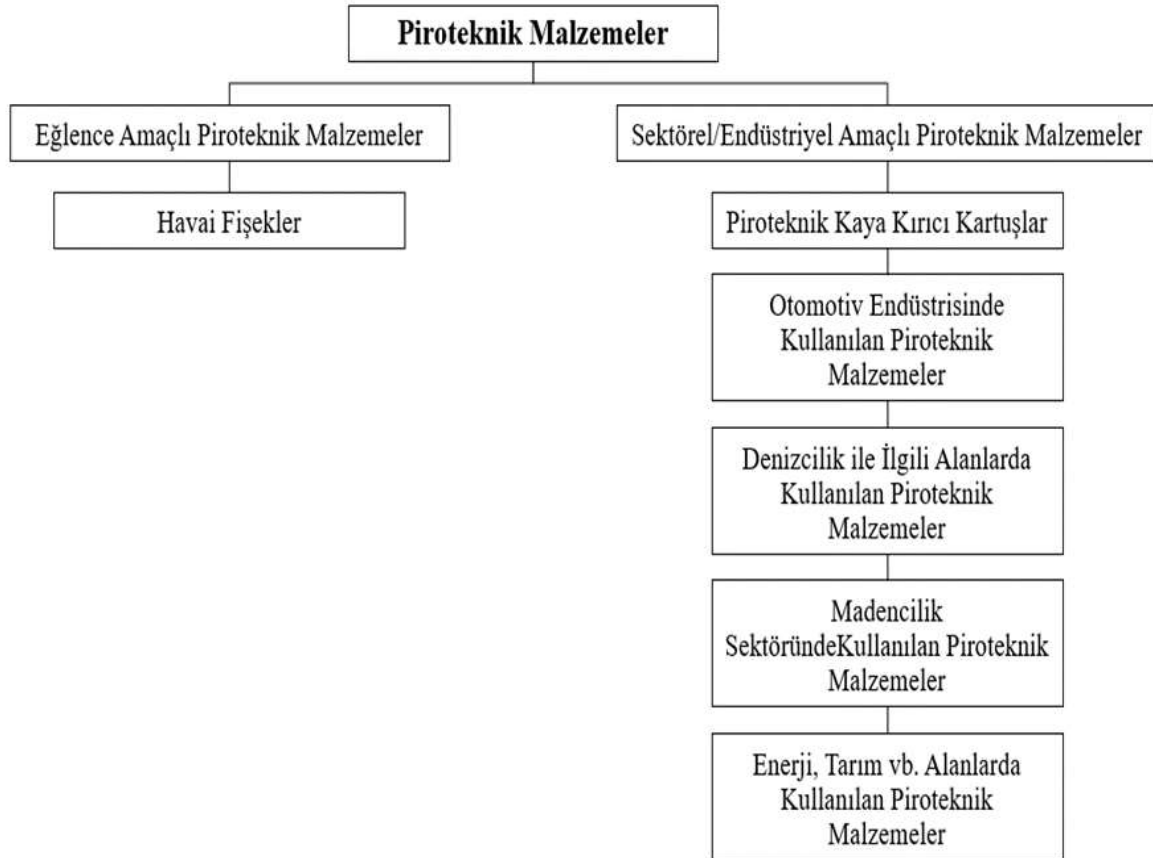 Piroteknik Malzemeler
Eğlence Amaçlı Piroteknik Malzemeler
Sektörel/Endüstriyel Amaçlı Piroteknik Malzemeler
Havai Fişekler
Piroteknik Kaya Kırıcı Kartuşlar
Otomotiv Endüstrisinde
Kullanılan Piroteknik
Malzemeler
Denizcilik ile İlgili Alanlarda
Kullanılan Piroteknik
Malzemeler
Madencilik
SektöründeKullanılan Piroteknik
Malzemeler
Enerji, Tarım vb. Alanlarda
Kullanılan Piroteknik
Malzemeler